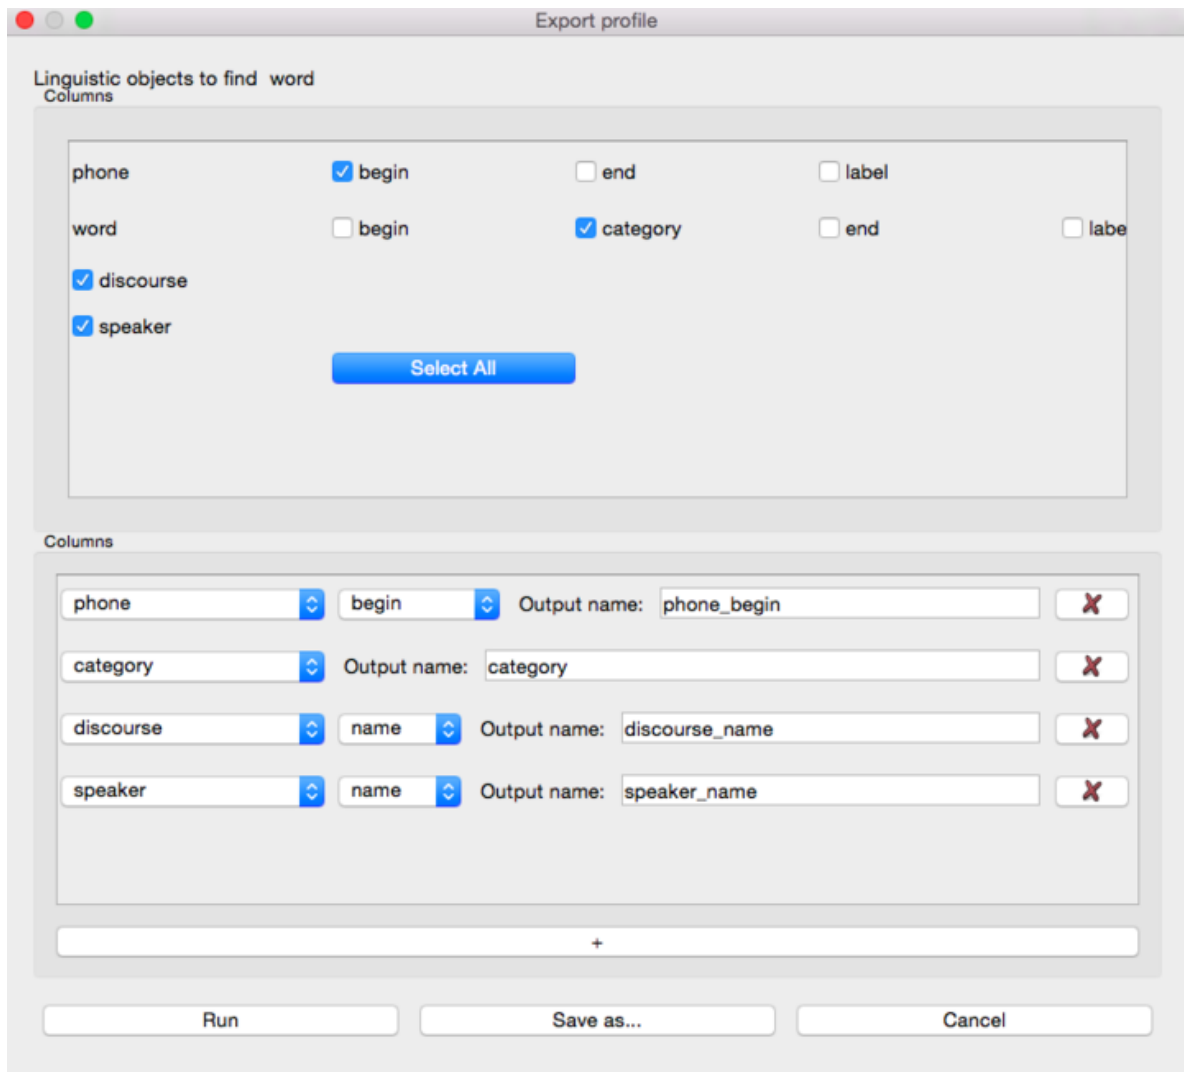 Export profile
Linguistic objects to find word
Columns
phone begin end label
word begin category end labe
discourse
speaker
Select All
Columns
phone begin Output name: phone_begin
category Output name: category
discourse name Output name: discourse_name
speaker name Output name: speaker_name
+
Run Save as... Cancel